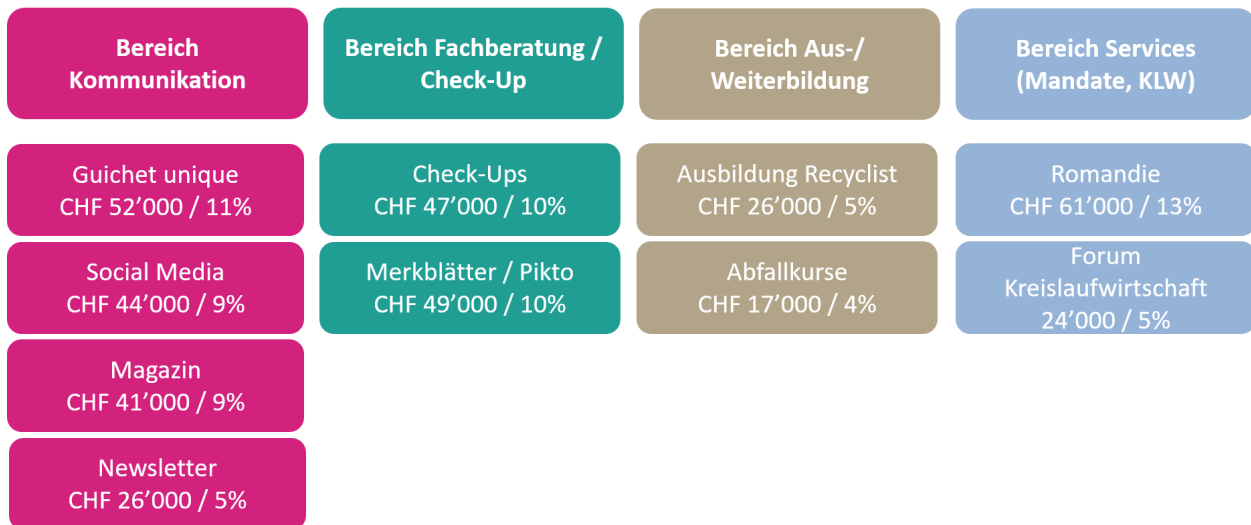 Bereich
Kommunikation
Guichet unique
CHF 52’000 / 11%
Social Media
CHF 44’000 / 9%
Magazin
CHF 41’000 / 9%
Newsletter
CHF 26’000 / 5%
Bereich Fachberatung /
Check-Up
Check-Ups
CHF 47’000 / 10%
Merkblätter / Pikto
CHF 49’000 / 10%
Bereich Aus-/
Weiterbildung
Ausbildung Recyclist
CHF 26’000 / 5%
Abfallkurse
CHF 17’000 / 4%
Bereich Services
(Mandate, KLW)
Romandie
CHF 61’000 / 13%
Forum
Kreislaufwirtschaft
24’000 / 5%